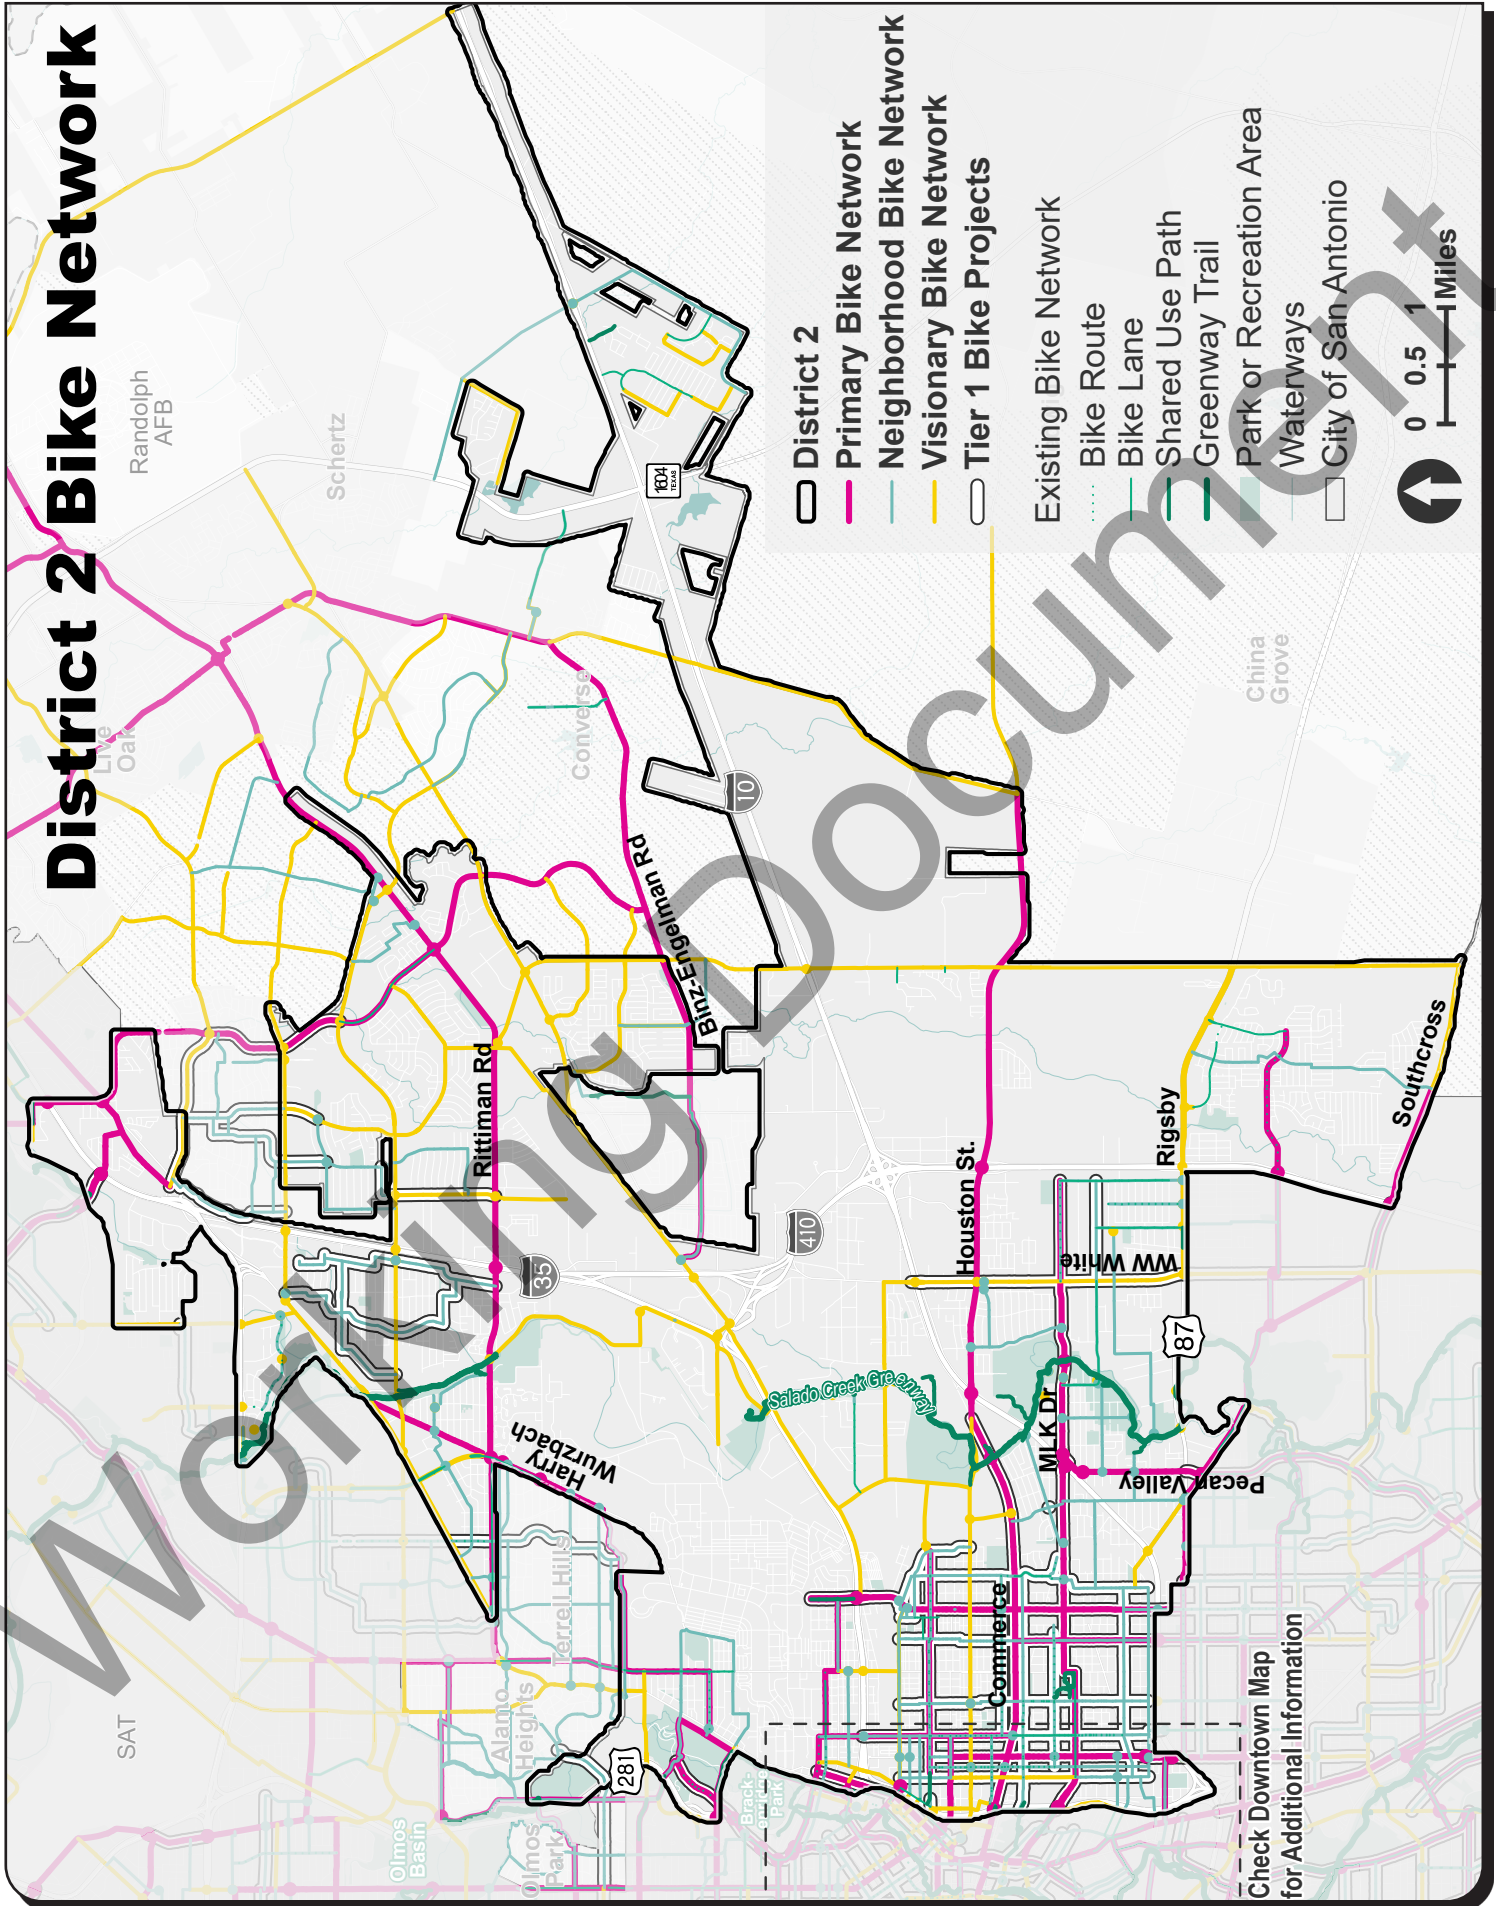 District 2 Bike Network
Randolph
AFB
Schertz
Live
Oak
Converse
SAT
Olmos
Basin
Alamo
Heights
Terrell Hills
Olmos
Park
Brack-
enridge
Park
China
Grove
Rittiman Rd
Binz-Engelman Rd
Harry
Wurzbach
Salado Creek Greenway
Houston St.
Commerce
MLK Dr
WW White
Rigsby
Pecan Valley
Southcross
1604
TEXAS
10
35
410
281
87
District 2
Primary Bike Network
Neighborhood Bike Network
Visionary Bike Network
Tier 1 Bike Projects
Existing Bike Network
Bike Route
Bike Lane
Shared Use Path
Greenway Trail
Park or Recreation Area
Waterways
City of San Antonio
0 0.5 1
Miles
Check Downtown Map
for Additional Information
Working Document